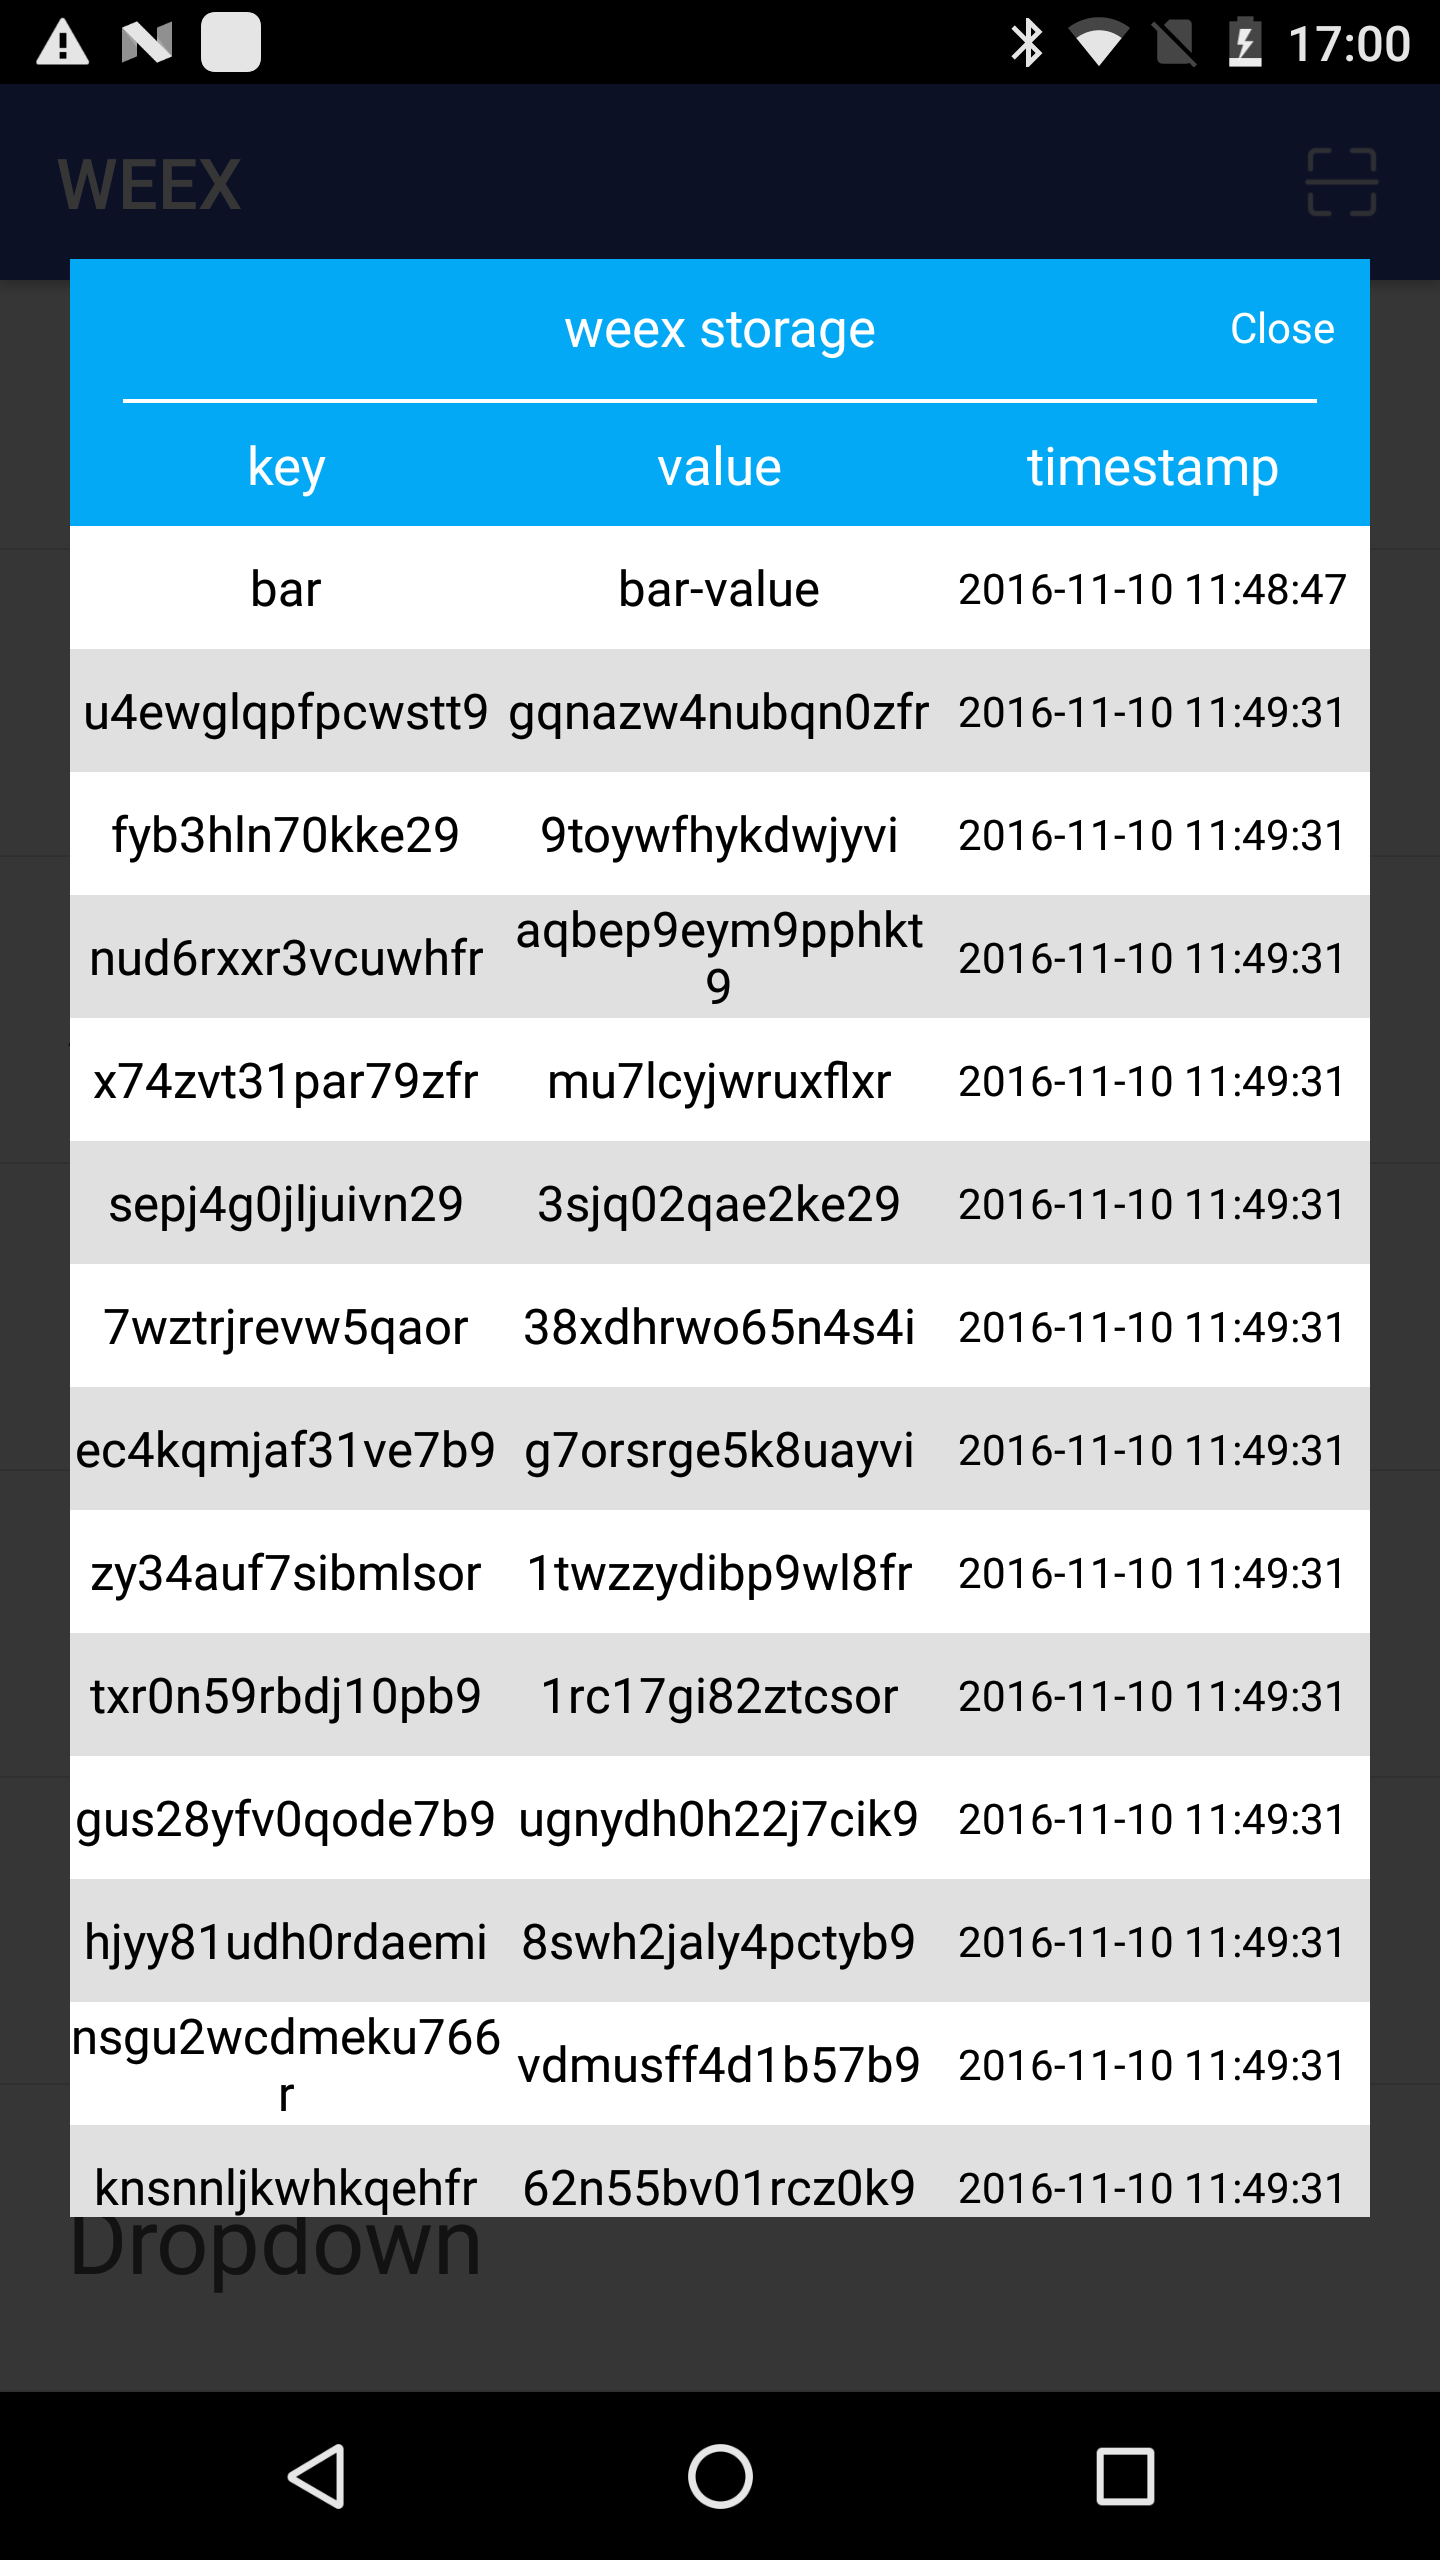 17:00
WEEX
weex storage Close
key value timestamp
bar bar-value 2016-11-10 11:48:47
u4ewglqpfpcwstt9 gqnazw4nubqn0zfr 2016-11-10 11:49:31
fyb3hln70kke29 9toywfhykdwjyvi 2016-11-10 11:49:31
nud6rxxr3vcuwhfr aqbep9eym9pphkt 2016-11-10 11:49:31
9
x74zvt31par79zfr mu7lcyjwruxflxr 2016-11-10 11:49:31
sepj4g0jljuivn29 3sjq02qae2ke29 2016-11-10 11:49:31
7wztrjrevw5qaor 38xdhrwo65n4s4i 2016-11-10 11:49:31
ec4kqmjaf31ve7b9 g7orsrge5k8uayvi 2016-11-10 11:49:31
zy34auf7sibmlsor 1twzzydibp9wl8fr 2016-11-10 11:49:31
txr0n59rbdj10pb9 1rc17gi82ztcsor 2016-11-10 11:49:31
gus28yfv0qode7b9 ugnydh0h22j7cik9 2016-11-10 11:49:31
hjyy81udh0rdaemi 8swh2jaly4pctyb9 2016-11-10 11:49:31
nsgu2wcdmeku766 vdmusff4d1b57b9 2016-11-10 11:49:31
r
knsnnljkwhkqehfr 62n55bv01rcz0k9 2016-11-10 11:49:31
Dropdown